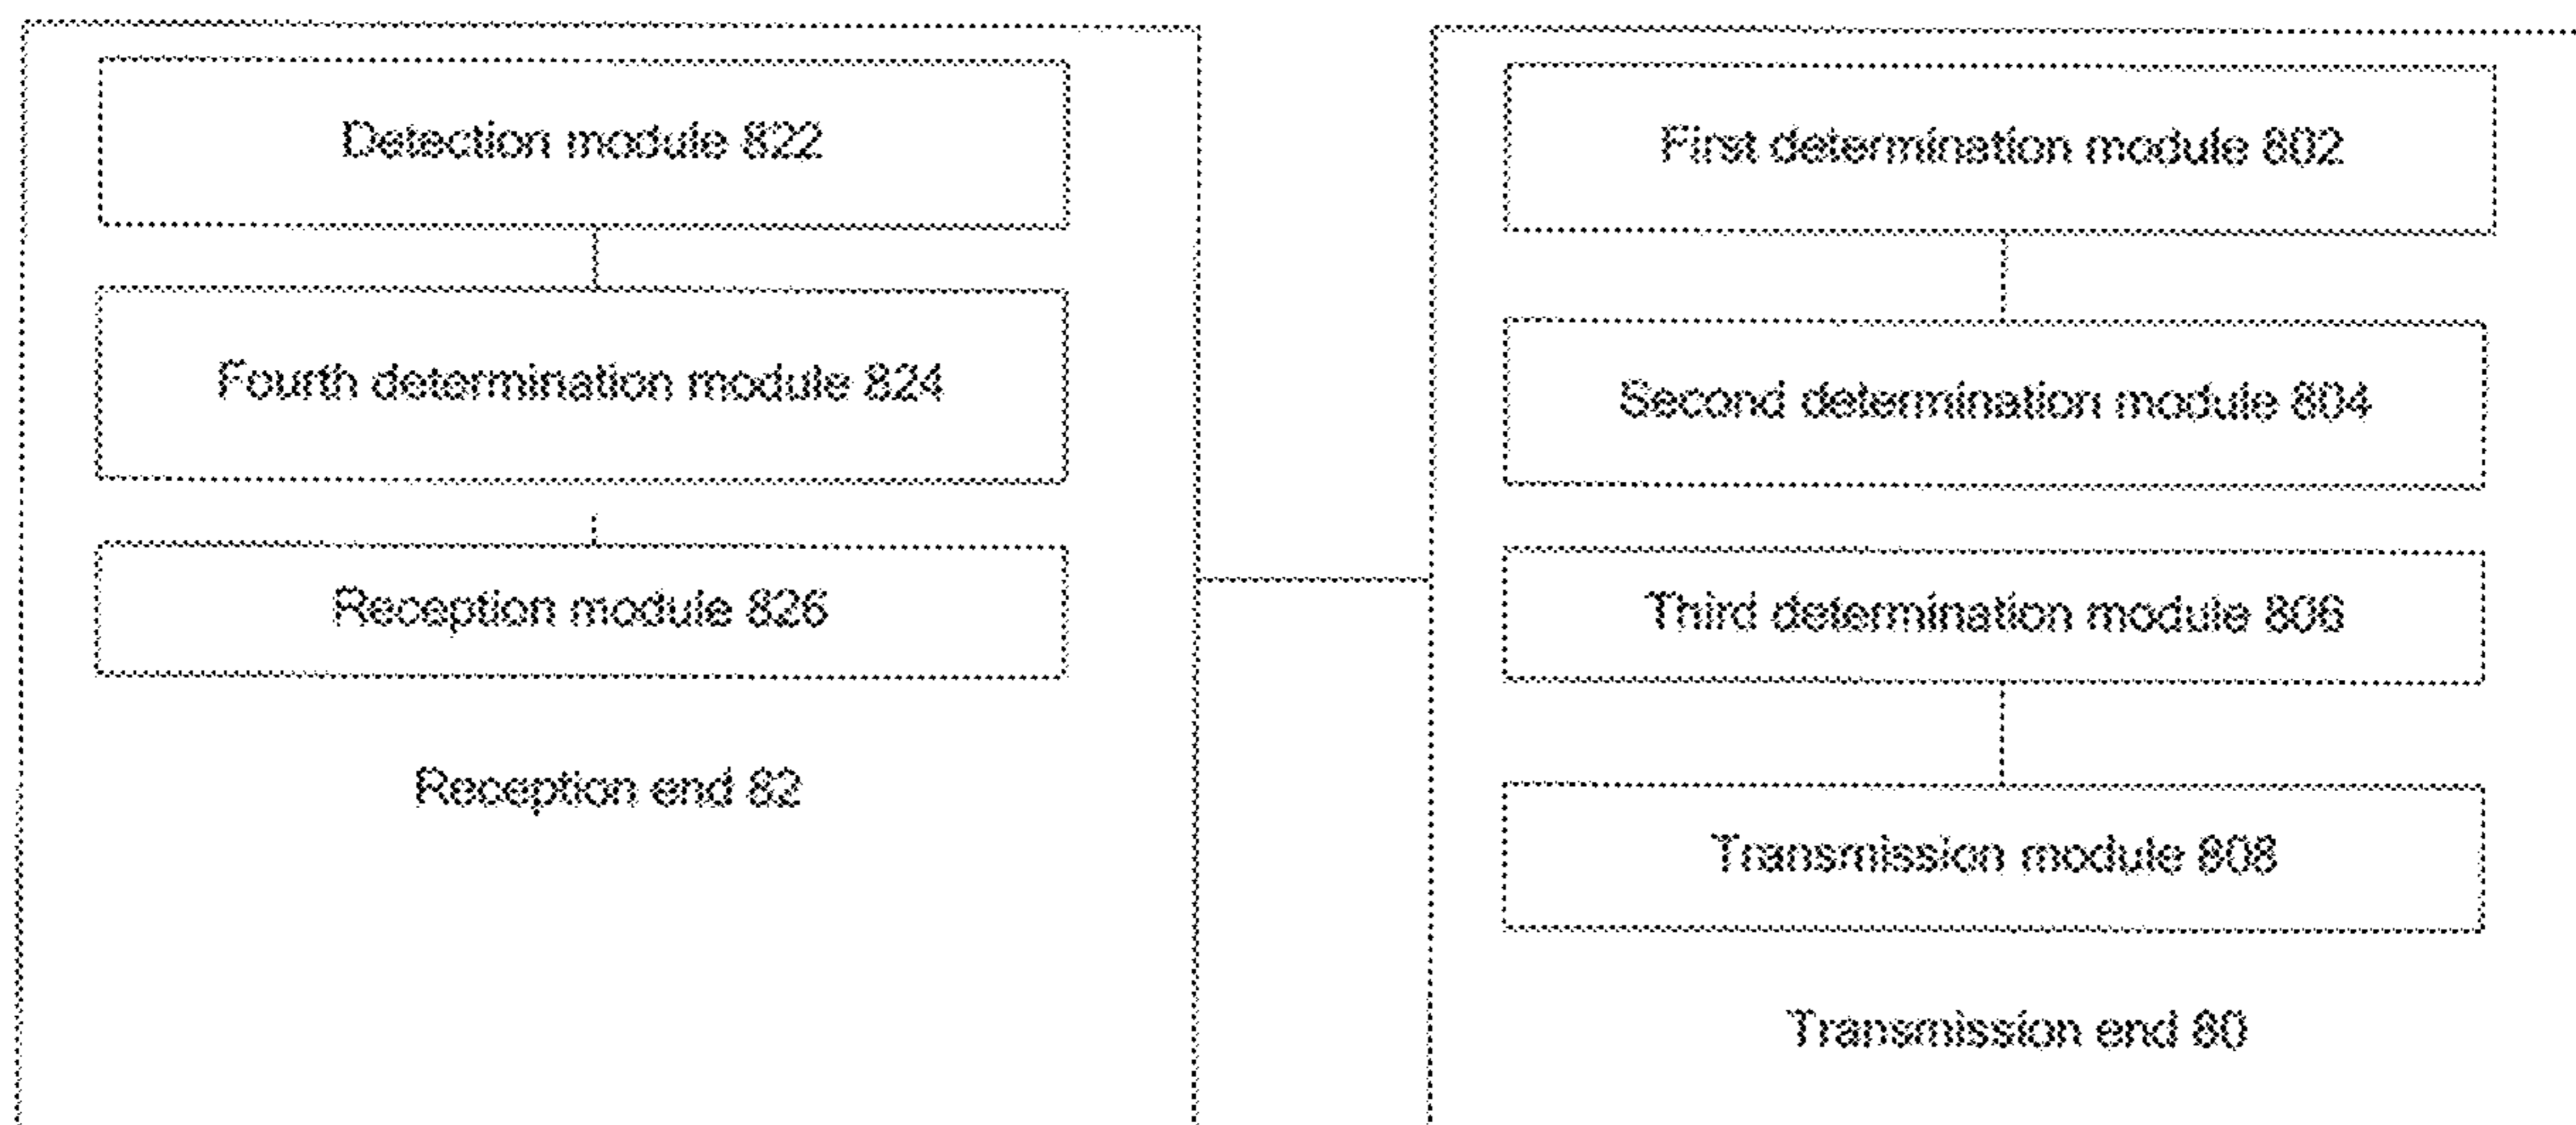 Detection module 822
Fourth determination module 824
Reception module 826
Reception end 82
First determination module 802
Second determination module 804
Third determination module 806
Transmission module 808
Transmission end 80